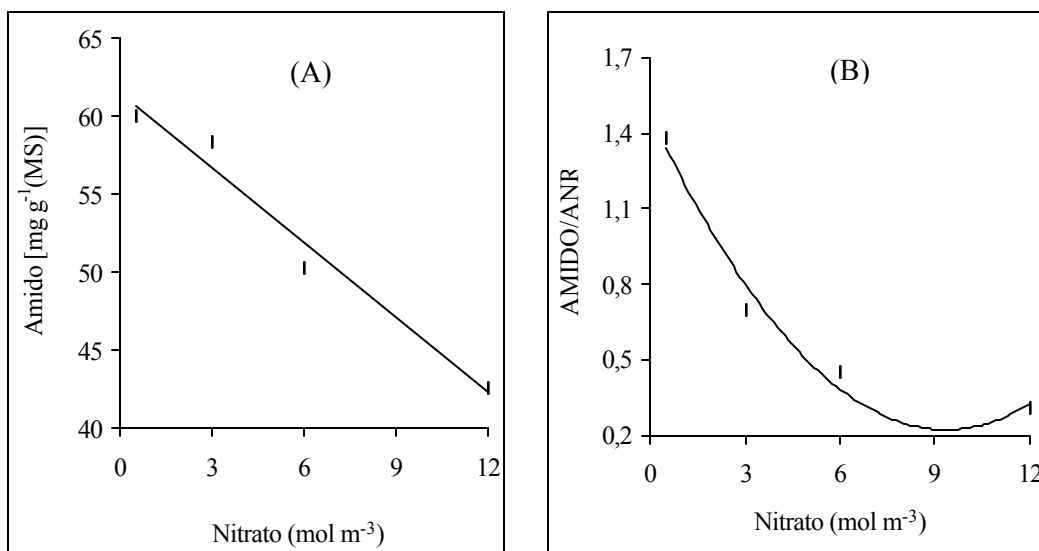 (A)
Amido [mg g⁻¹(MS)]
65
60
55
50
45
40
0 3 6 9 12
Nitrato (mol m⁻³)
(B)
AMIDO/ANR
1,7
1,4
1,1
0,8
0,5
0,2
0 3 6 9 12
Nitrato (mol m⁻³)